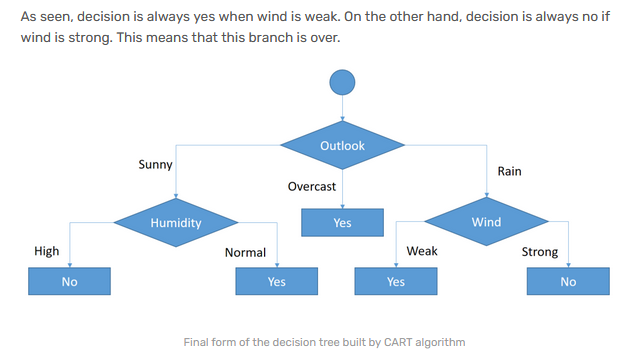 As seen, decision is always yes when wind is weak. On the other hand, decision is always no if
wind is strong. This means that this branch is over.
Outlook
Sunny
Rain
Overcast
Humidity
Yes
Wind
High
Normal
Weak
Strong
No
Yes
Yes
No
Final form of the decision tree built by CART algorithm